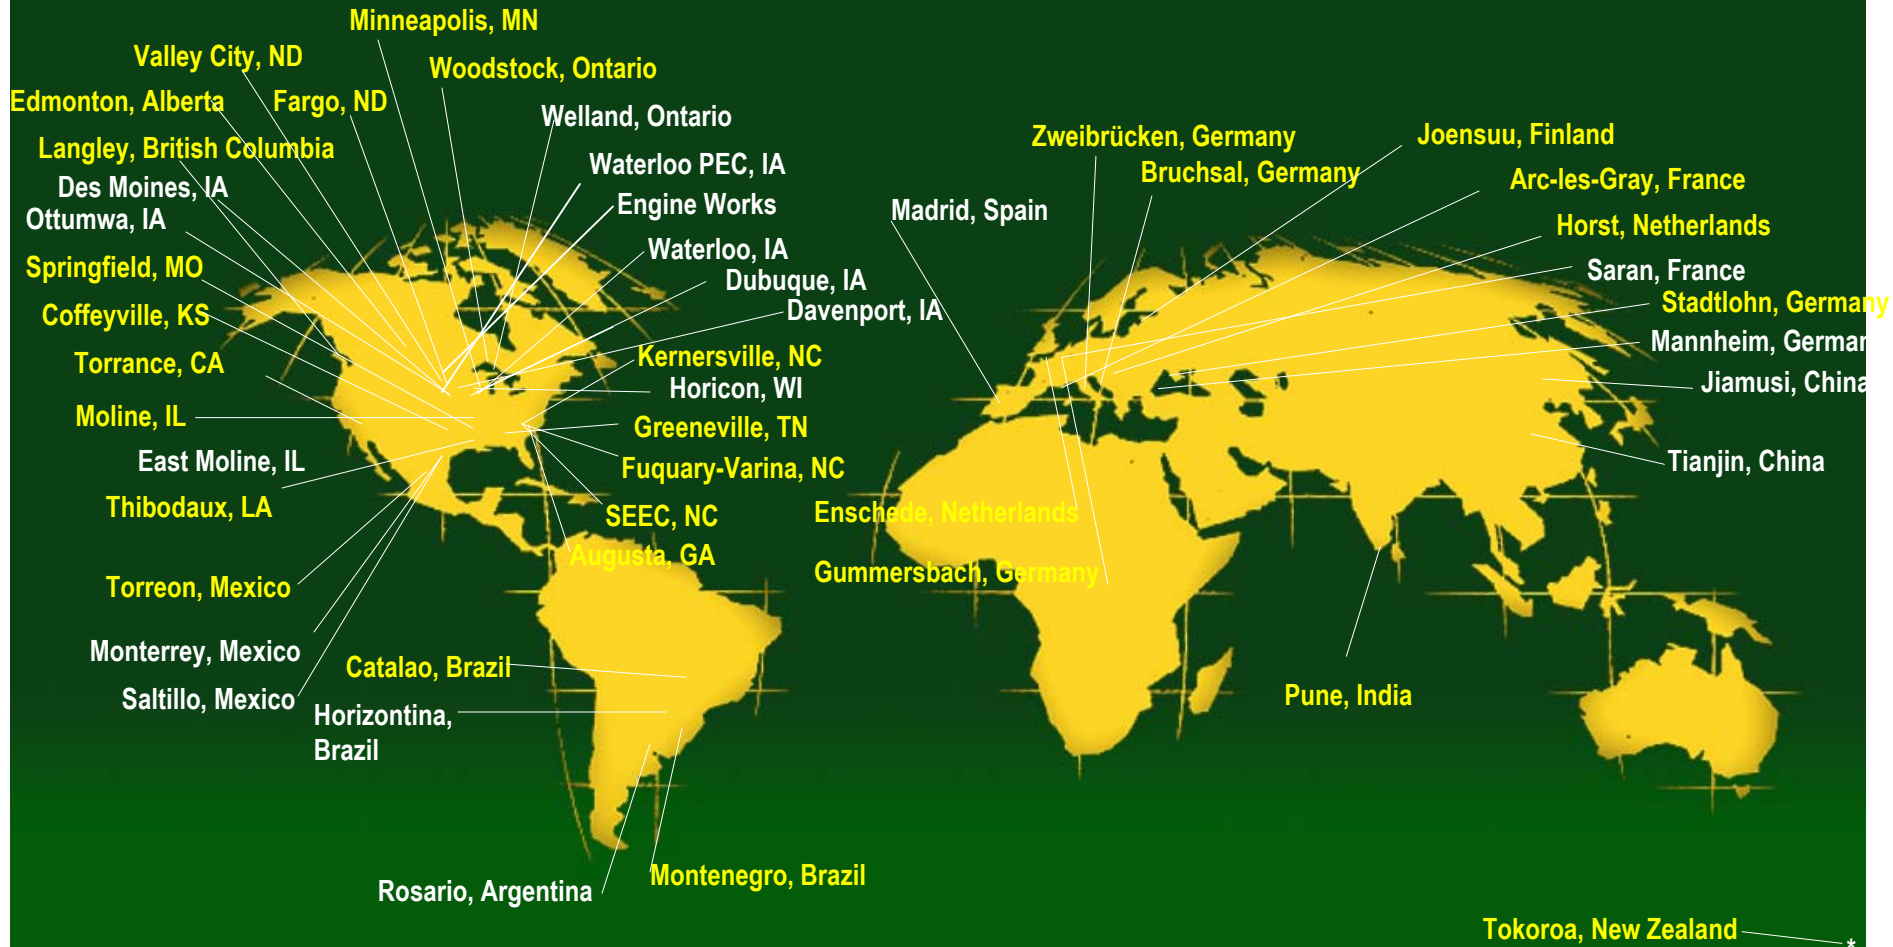 Minneapolis, MN
Valley City, ND
Woodstock, Ontario
Edmonton, Alberta
Fargo, ND
Welland, Ontario
Langley, British Columbia
Waterloo PEC, IA
Des Moines, IA
Engine Works
Ottumwa, IA
Waterloo, IA
Springfield, MO
Dubuque, IA
Coffeyville, KS
Davenport, IA
Torrance, CA
Kernersville, NC
Horicon, WI
Moline, IL
Greeneville, TN
East Moline, IL
Fuquary-Varina, NC
Thibodaux, LA
SEEC, NC
Augusta, GA
Torreon, Mexico
Monterrey, Mexico
Saltillo, Mexico
Catalao, Brazil
Horizontina,
Brazil
Rosario, Argentina
Montenegro, Brazil
Zweibrücken, Germany
Joensuu, Finland
Bruchsal, Germany
Arc-les-Gray, France
Madrid, Spain
Horst, Netherlands
Saran, France
Stadtlohn, Germany
Mannheim, German
Jiamusi, China
Tianjin, China
Enschede, Netherlands
Gummersbach, Germany
Pune, India
Tokoroa, New Zealand
*